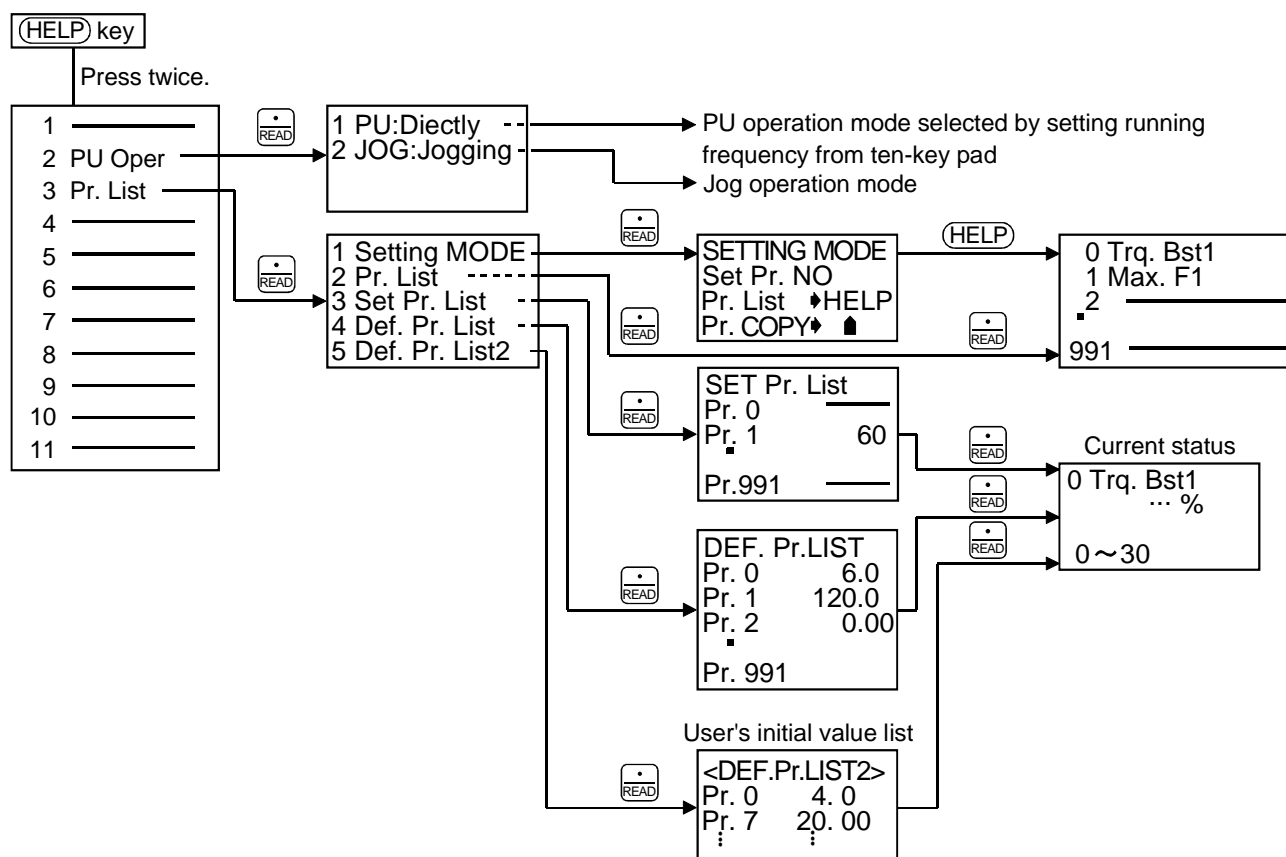 HELP key
Press twice.
1
2 PU Oper
3 Pr. List
4
5
6
7
8
9
10
11
READ
1 PU:Diectly
2 JOG:Jogging
PU operation mode selected by setting running
frequency from ten-key pad
Jog operation mode
READ
1 Setting MODE
2 Pr. List
3 Set Pr. List
4 Def. Pr. List
5 Def. Pr. List2
READ
SETTING MODE
Set Pr. NO
Pr. List HELP
Pr. COPY
HELP
0 Trq. Bst1
1 Max. F1
2
991
READ
READ
READ
SET Pr. List
Pr. 0
Pr. 1 60
Pr.991
READ
READ
READ
Current status
0 Trq. Bst1
··· %
0~30
READ
DEF. Pr.LIST
Pr. 0 6.0
Pr. 1 120.0
Pr. 2 0.00
Pr. 991
User's initial value list
READ
<DEF.Pr.LIST2>
Pr. 0 4. 0
Pr. 7 20. 00